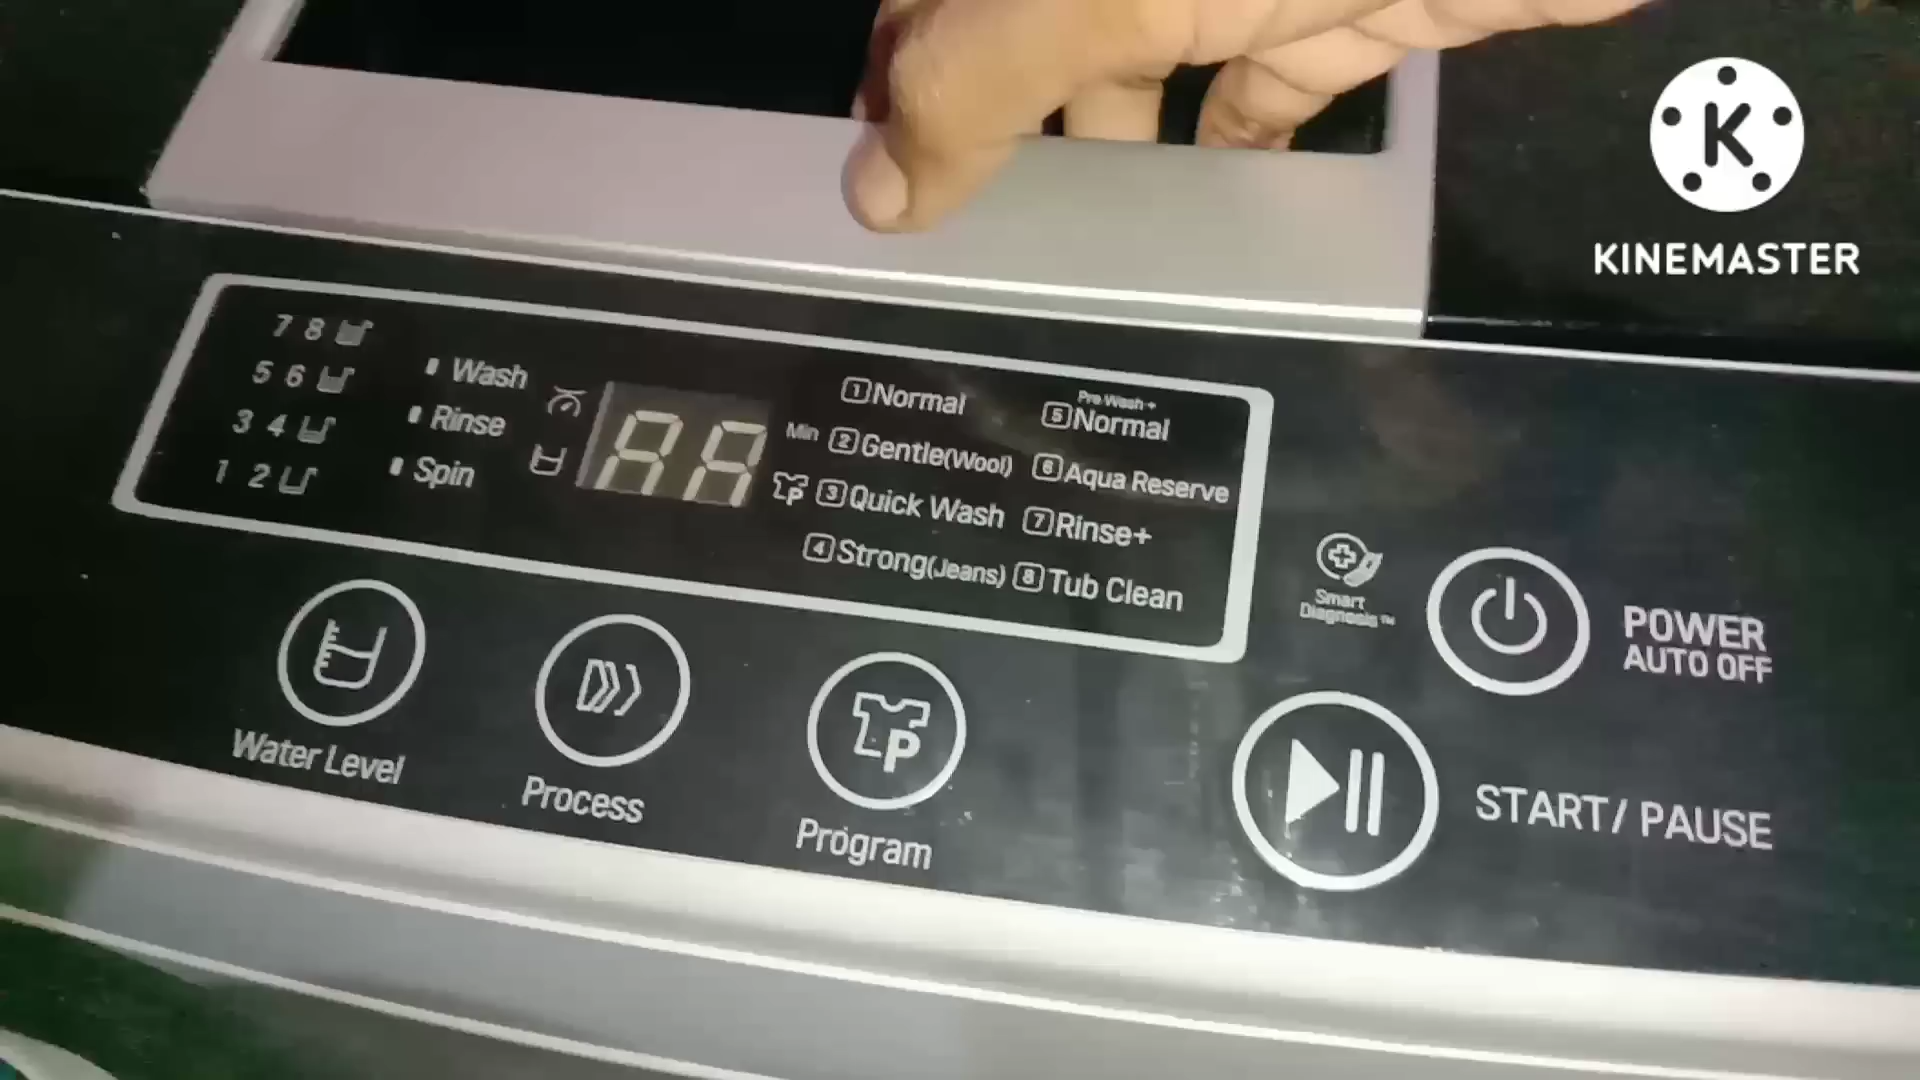 KINEMASTER
7 8
5 6
3 4
1 2
Wash
Rinse
Spin
Min
1 Normal
2 Gentle(Wool)
3 Quick Wash
4 Strong(Jeans)
Pre Wash+
5 Normal
6 Aqua Reserve
7 Rinse+
8 Tub Clean
Smart
Diagnosis™
POWER
AUTO OFF
Water Level
Process
P
Program
START/ PAUSE